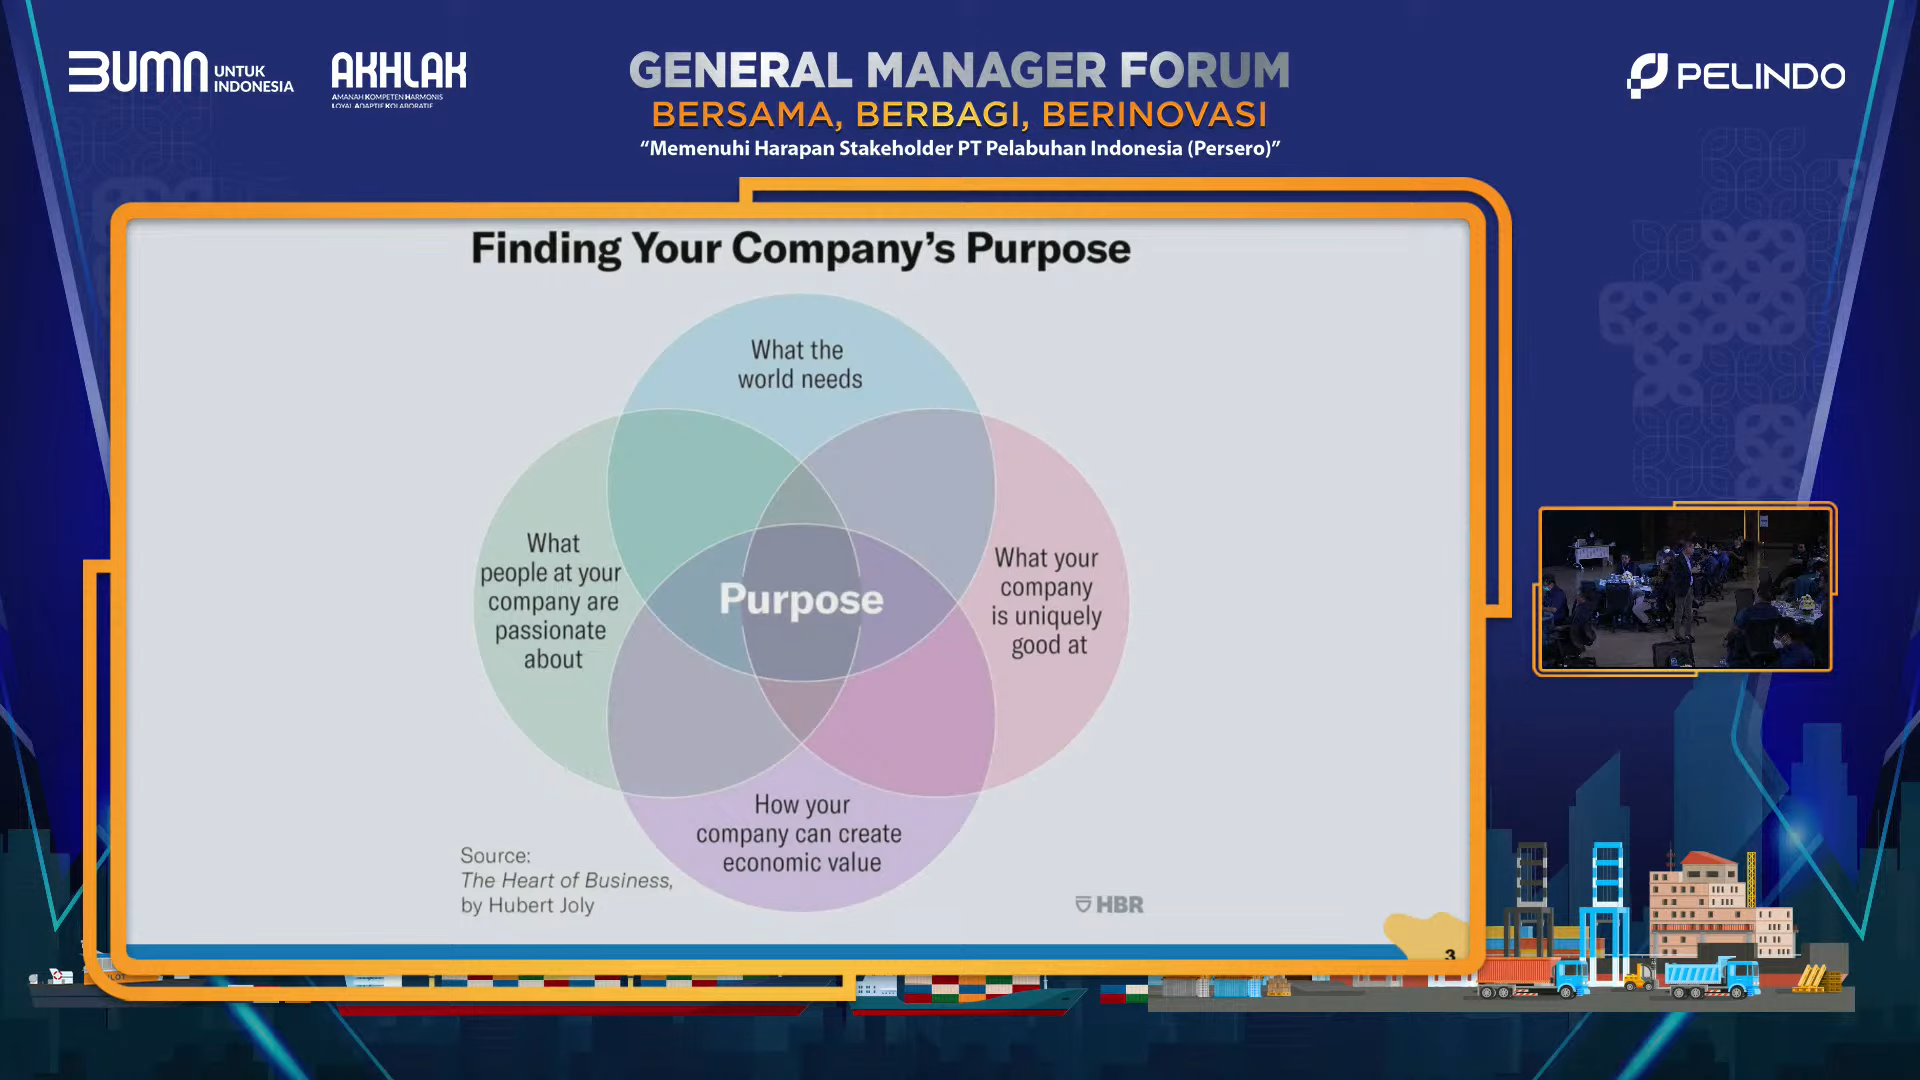 BUMN UNTUK
INDONESIA
AKHLAK
AMANAH KOMPETEN HARMONIS
LOYAL ADAPTIF KOLABORATIF
GENERAL MANAGER FORUM
BERSAMA, BERBAGI, BERINOVASI
“Memenuhi Harapan Stakeholder PT Pelabuhan Indonesia (Persero)”
PELINDO
Finding Your Company’s Purpose
What the
world needs
What
people at your
company are
passionate
about
Purpose
What your
company
is uniquely
good at
How your
company can create
economic value
Source:
The Heart of Business,
by Hubert Joly
HBR
3